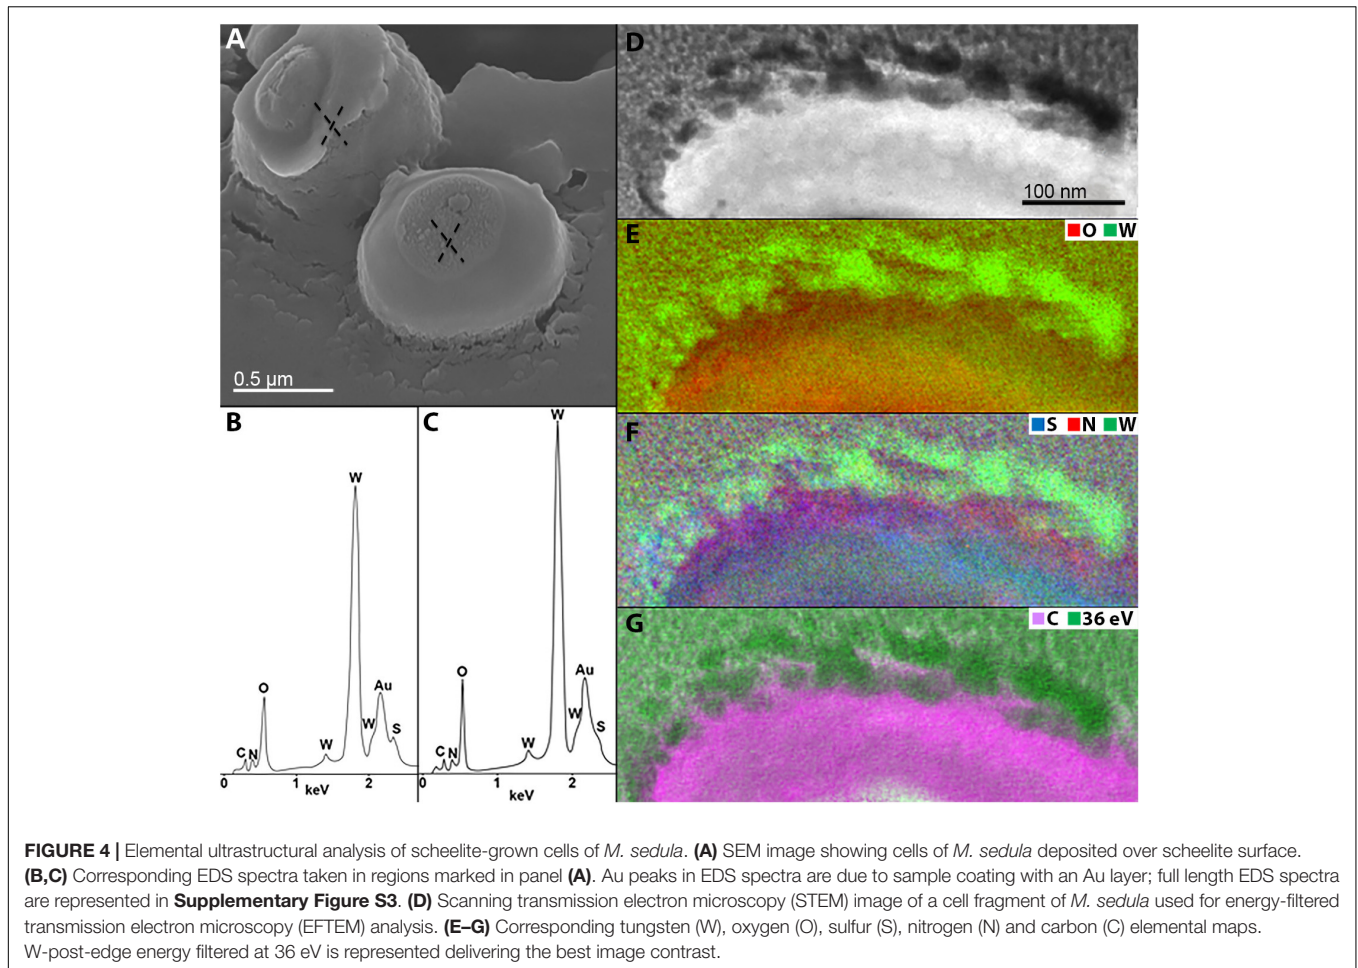 A
0.5 µm
B
W
O
C N
W
W
Au
S
0 1 2
keV
C
W
O
C N
W
W
Au
S
0 1 2
keV
D
100 nm
E
O W
F
S N W
G
C 36 eV
FIGURE 4 | Elemental ultrastructural analysis of scheelite-grown cells of M. sedula. (A) SEM image showing cells of M. sedula deposited over scheelite surface.
(B,C) Corresponding EDS spectra taken in regions marked in panel (A). Au peaks in EDS spectra are due to sample coating with an Au layer; full length EDS spectra
are represented in Supplementary Figure S3. (D) Scanning transmission electron microscopy (STEM) image of a cell fragment of M. sedula used for energy-filtered
transmission electron microscopy (EFTEM) analysis. (E–G) Corresponding tungsten (W), oxygen (O), sulfur (S), nitrogen (N) and carbon (C) elemental maps.
W-post-edge energy filtered at 36 eV is represented delivering the best image contrast.